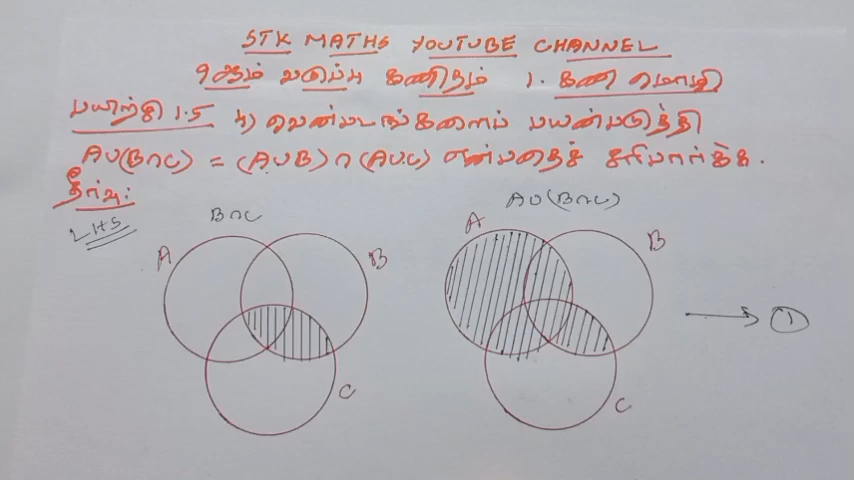 STK MATHS YOUTUBE CHANNEL
9ஆம் வகுப்பு கணிதம் 1. கண மொழி
பயிற்சி 1.5 4) வென்படங்களைப் பயன்படுத்தி
A∪(B∩C) = (A∪B)∩(A∪C) என்பதைச் சரிபார்க்க.
தீர்வு:
LHS
B∩C
A∪(B∩C)
A
B
A
B
①
C
C